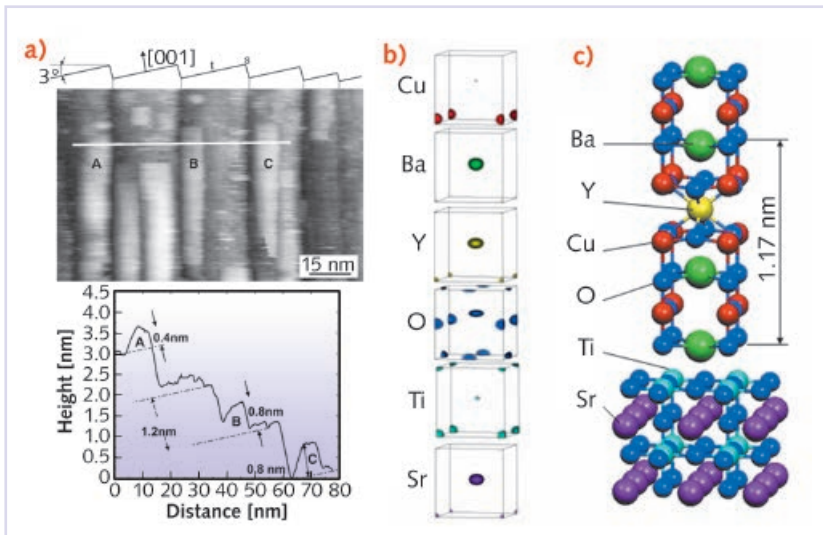 a)
[001]
3°
t
s
A
B
C
15 nm
Height [nm]
4.5
4.0
3.5
3.0
2.5
2.0
1.5
1.0
0.5
0
A
0.4nm
1.2nm
B
0.8nm
0.8 nm
C
0 10 20 30 40 50 60 70 80
Distance [nm]
b)
Cu
Ba
Y
O
Ti
Sr
c)
Ba
Y
Cu
O
Ti
Sr
1.17 nm